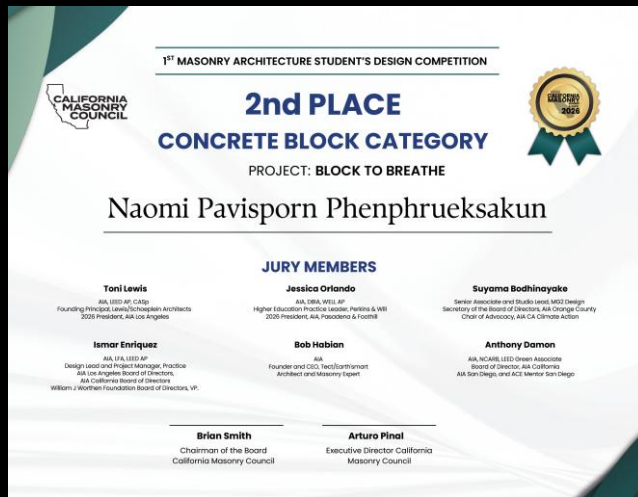 1ST MASONRY ARCHITECTURE STUDENT'S DESIGN COMPETITION
CALIFORNIA
MASONRY
COUNCIL
2nd PLACE
CONCRETE BLOCK CATEGORY
CALIFORNIA
MASONRY
2026
PROJECT: BLOCK TO BREATHE
Naomi Pavisporn Phenphrueksakun
JURY MEMBERS
Toni Lewis
AIA, LEED AP, CASp
Founding Principal, Lewis/Schoeplein Architects
2026 President, AIA Los Angeles
Jessica Orlando
AIA, DBIA, WELL AP
Higher Education Practice Leader, Perkins & Will
2026 President, AIA, Pasadena & Foothill
Suyama Bodhinayake
Senior Associate and Studio Lead, MG2 Design
Secretary of the Board of Directors, AIA Orange County
Chair of Advocacy, AIA CA Climate Action
Ismar Enriquez
AIA, LFA, LEED AP
Design Lead and Project Manager, Practice
AIA Los Angeles Board of Directors,
AIA California Board of Directors
William J Worthen Foundation Board of Directors, VP.
Bob Habian
AIA
Founder and CEO, Tect/Earth\smart
Architect and Masonry Expert
Anthony Damon
AIA, NCARB, LEED Green Associate
Board of Director, AIA California
AIA San Diego, and ACE Mentor San Diego
Brian Smith
Chairman of the Board
California Masonry Council
Arturo Pinal
Executive Director California
Masonry Council